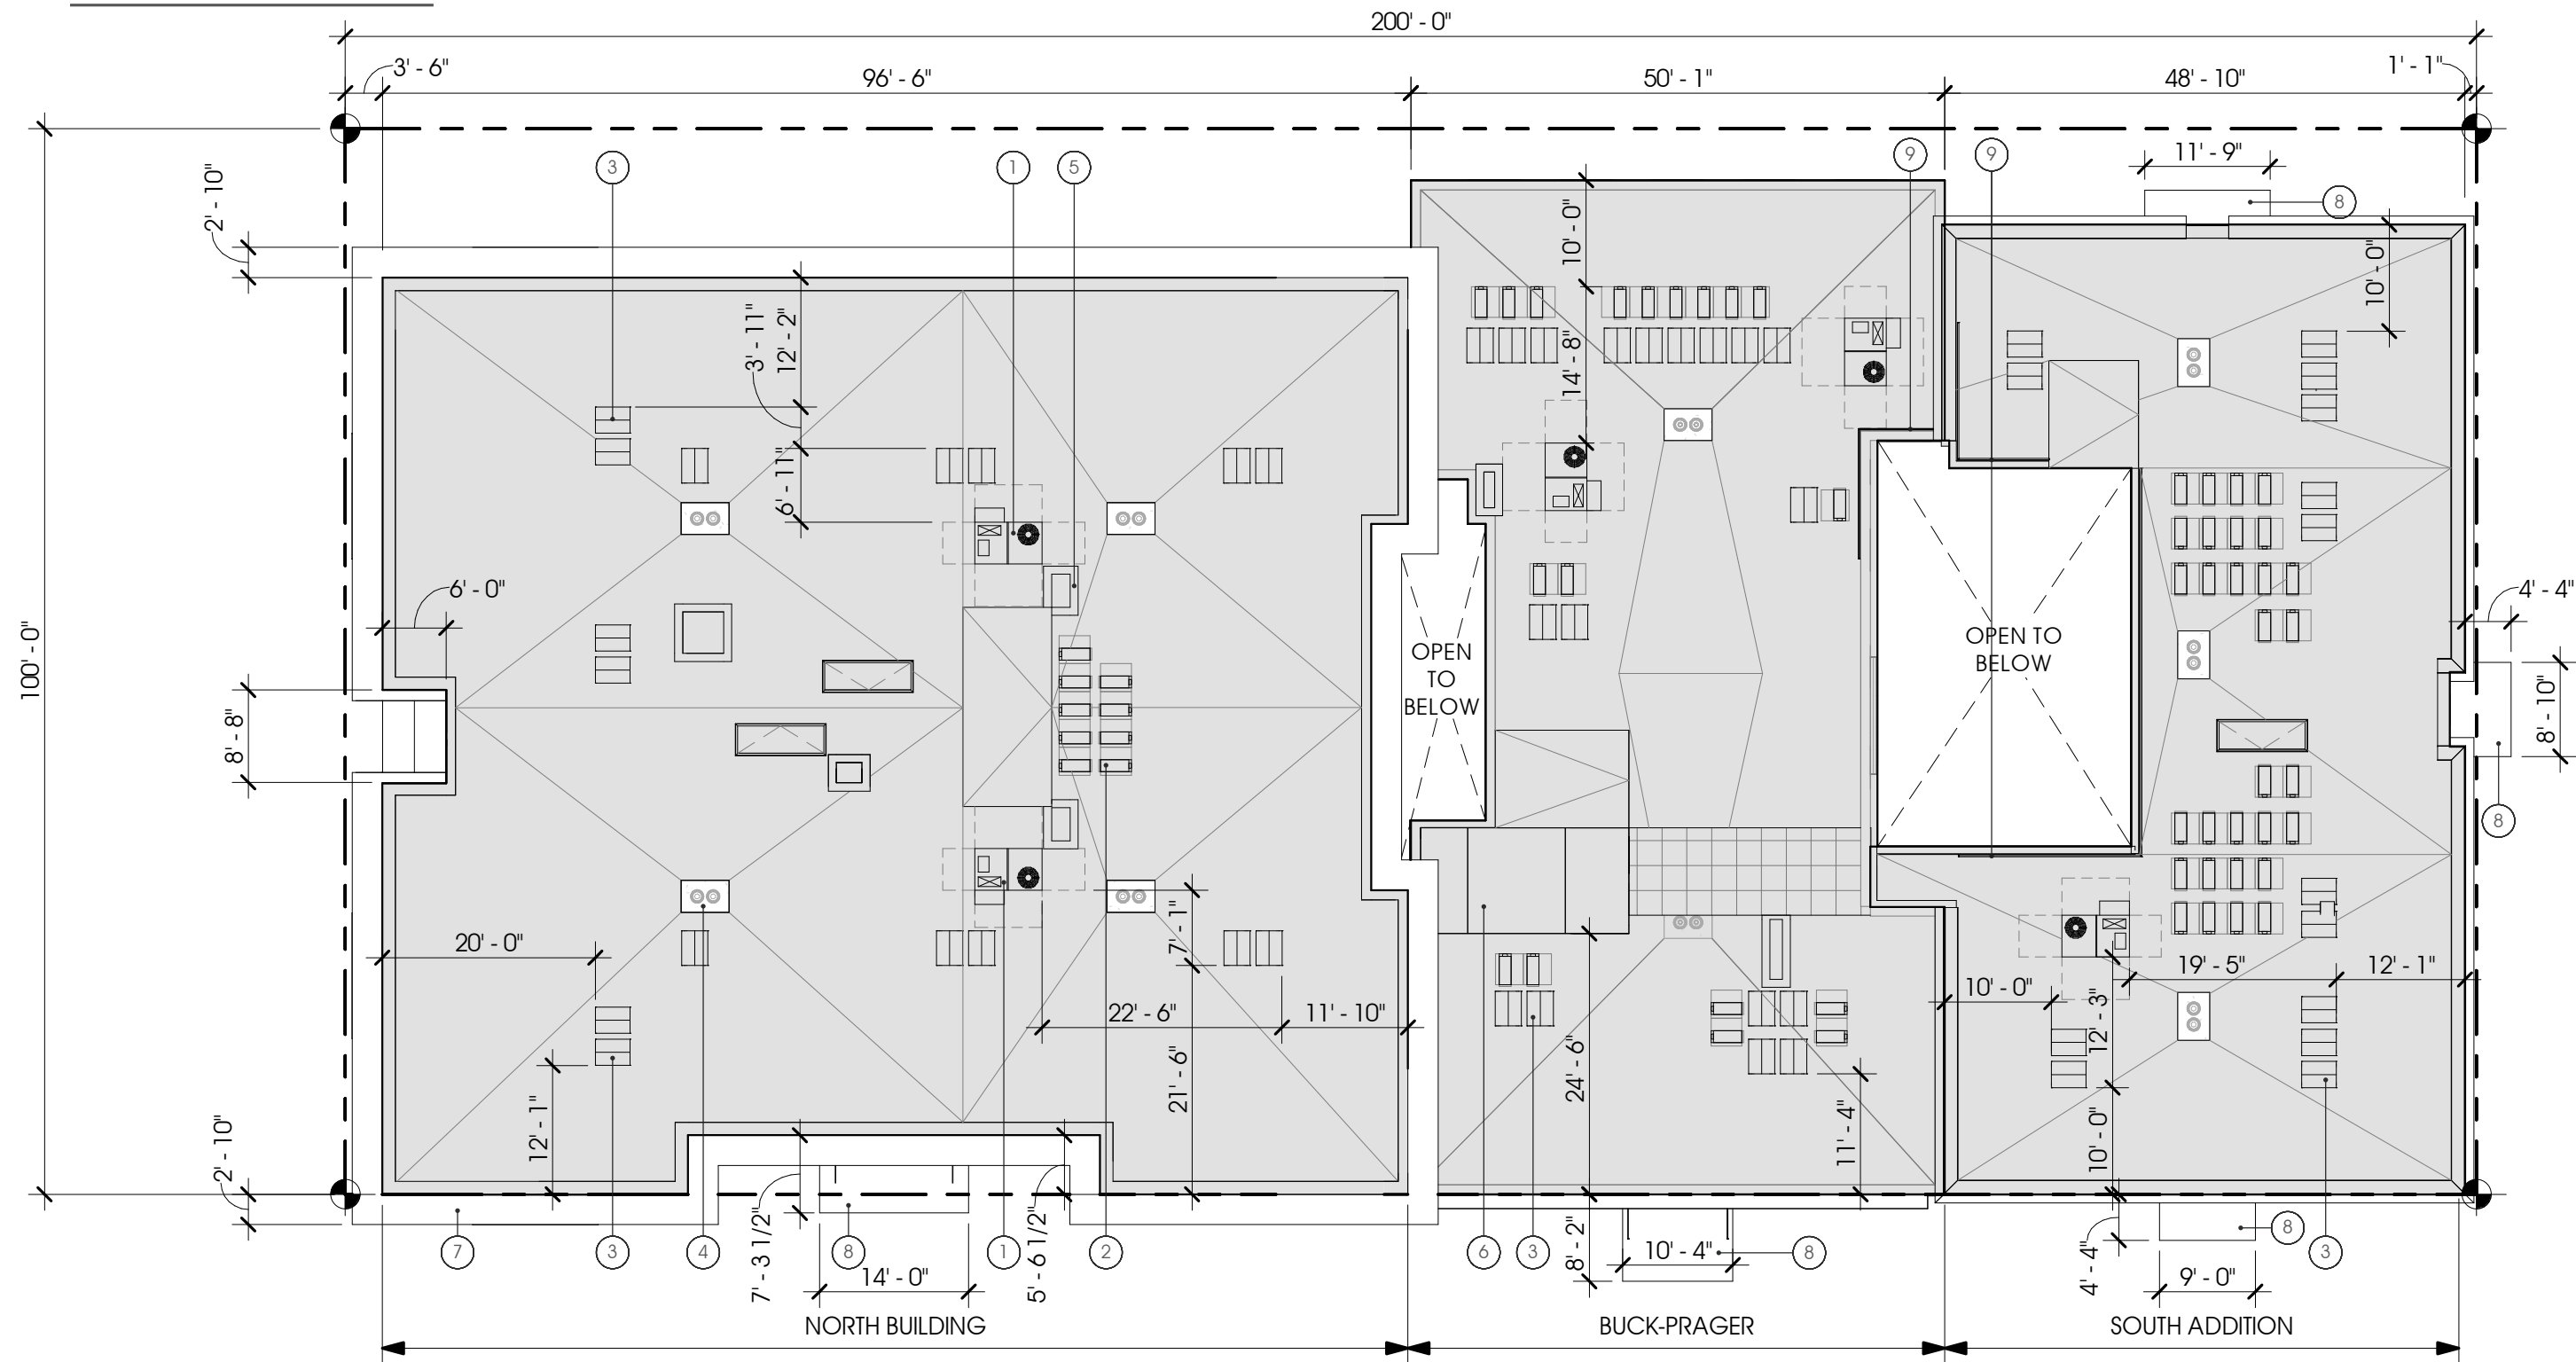 200' - 0"
3' - 6"
96' - 6"
50' - 1"
48' - 10"
1' - 1"
3
1
5
9
9
11' - 9"
8
2' - 10"
10' - 0"
10' - 0"
3' - 11"
12' - 2"
14' - 8"
6' - 11"
6' - 0"
4' - 4"
100' - 0"
OPEN
TO
BELOW
OPEN TO
BELOW
8' - 8"
8' - 10"
8
7' - 1"
20' - 0"
19' - 5"
12' - 1"
10' - 0"
12' - 3"
22' - 6"
11' - 10"
21' - 6"
24' - 6"
12' - 1"
11' - 4"
10' - 0"
2' - 10"
7
3
4
8
1
2
6
3
8
8
3
7' - 3 1/2"
14' - 0"
5' - 6 1/2"
8' - 2"
10' - 4"
4' - 4"
9' - 0"
NORTH BUILDING
BUCK-PRAGER
SOUTH ADDITION